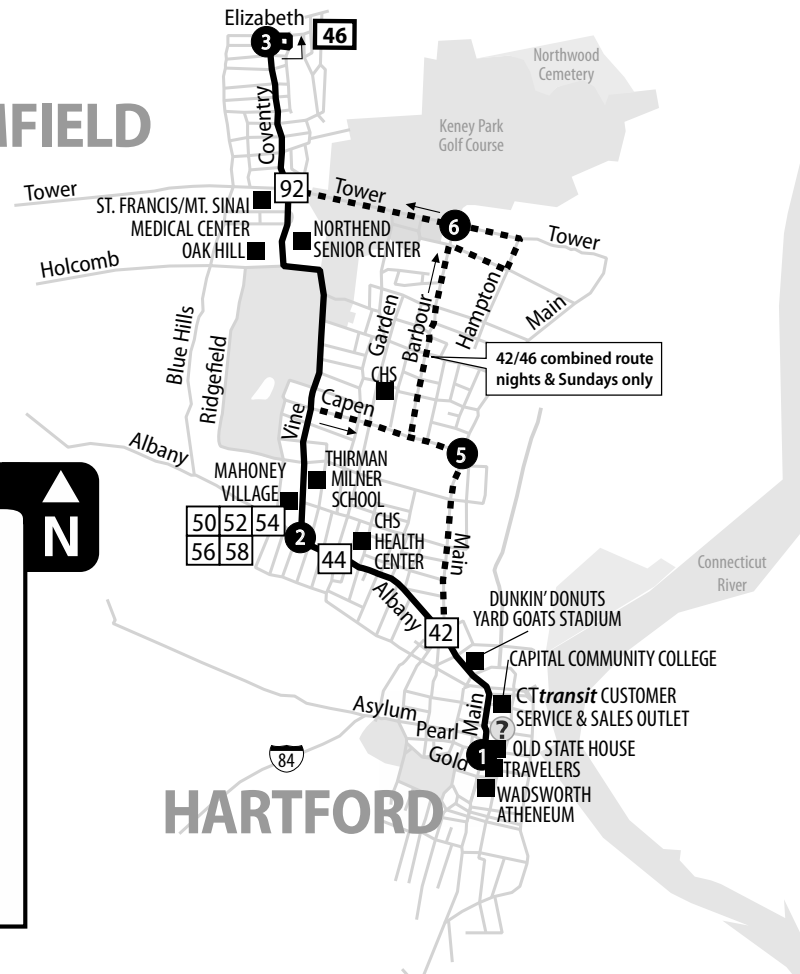 Elizabeth
3
46
Northwood
Cemetery
MFIELD
Keney Park
Golf Course
Coventry
Tower
92
Tower
ST. FRANCIS/MT. SINAI
MEDICAL CENTER
OAK HILL
NORTHEND
SENIOR CENTER
6
Tower
Holcomb
Main
Hampton
Garden
Barbour
Blue Hills
Ridgefield
42/46 combined route
nights & Sundays only
CHS
Capen
Vine
Albany
5
MAHONEY
VILLAGE
THIRMAN
MILNER
SCHOOL
N
50 52 54
56 58
2
CHS
HEALTH
CENTER
44
Main
Albany
Connecticut
River
42
DUNKIN' DONUTS
YARD GOATS STADIUM
CAPITAL COMMUNITY COLLEGE
CTtransit CUSTOMER
SERVICE & SALES OUTLET
Asylum
Pearl
Main
?
Gold
1
OLD STATE HOUSE
TRAVELERS
84
WADSWORTH
ATHENEUM
HARTFORD